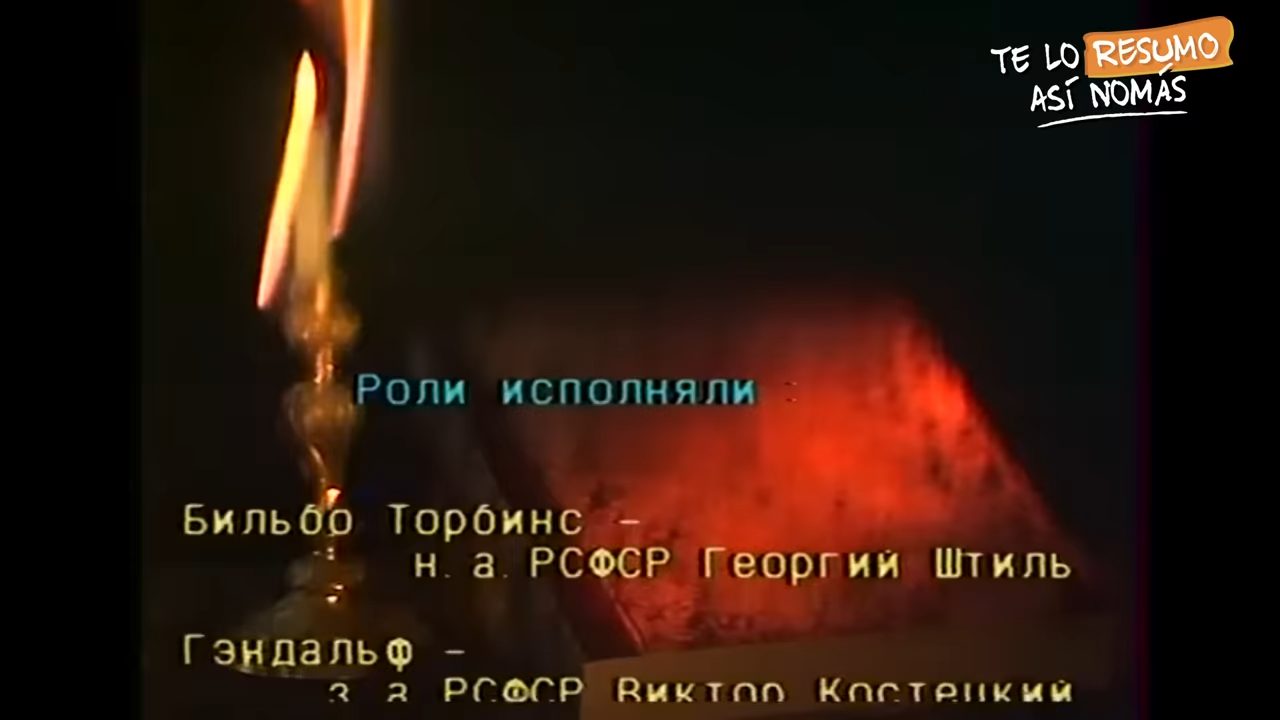 TE LO RESUMO
ASÍ NOMÁS
Роли исполняли :
Бильбо Торбинс –
н. а. РСФСР Георгий Штиль
Гэндальф –
з. а. РСФСР Виктор Костецкий